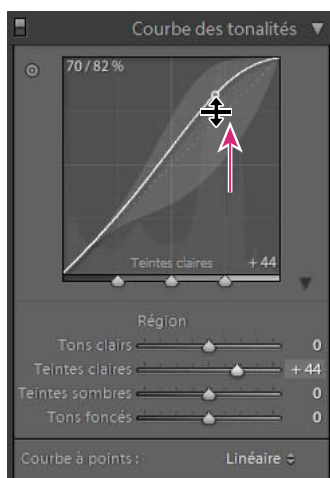 Courbe des tonalités
70 / 82 %
Teintes claires + 44
Région
Tons clairs 0
Teintes claires + 44
Teintes sombres 0
Tons foncés 0
Courbe à points : Linéaire